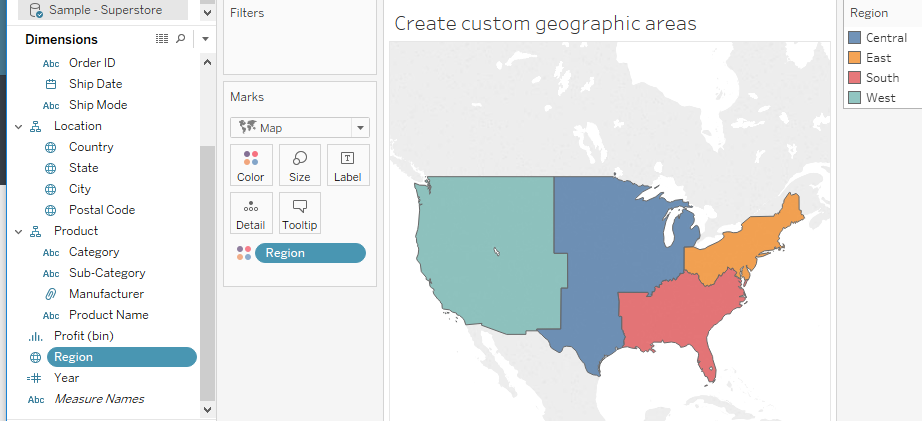 Sample - Superstore
Dimensions
Abc Order ID
Ship Date
Abc Ship Mode
Location
Country
State
City
Postal Code
Product
Abc Category
Abc Sub-Category
Manufacturer
Abc Product Name
Profit (bin)
Region
# Year
Abc Measure Names
Filters
Marks
Map
Color
Size
T
Label
Detail
Tooltip
Region
Create custom geographic areas
Region
Central
East
South
West